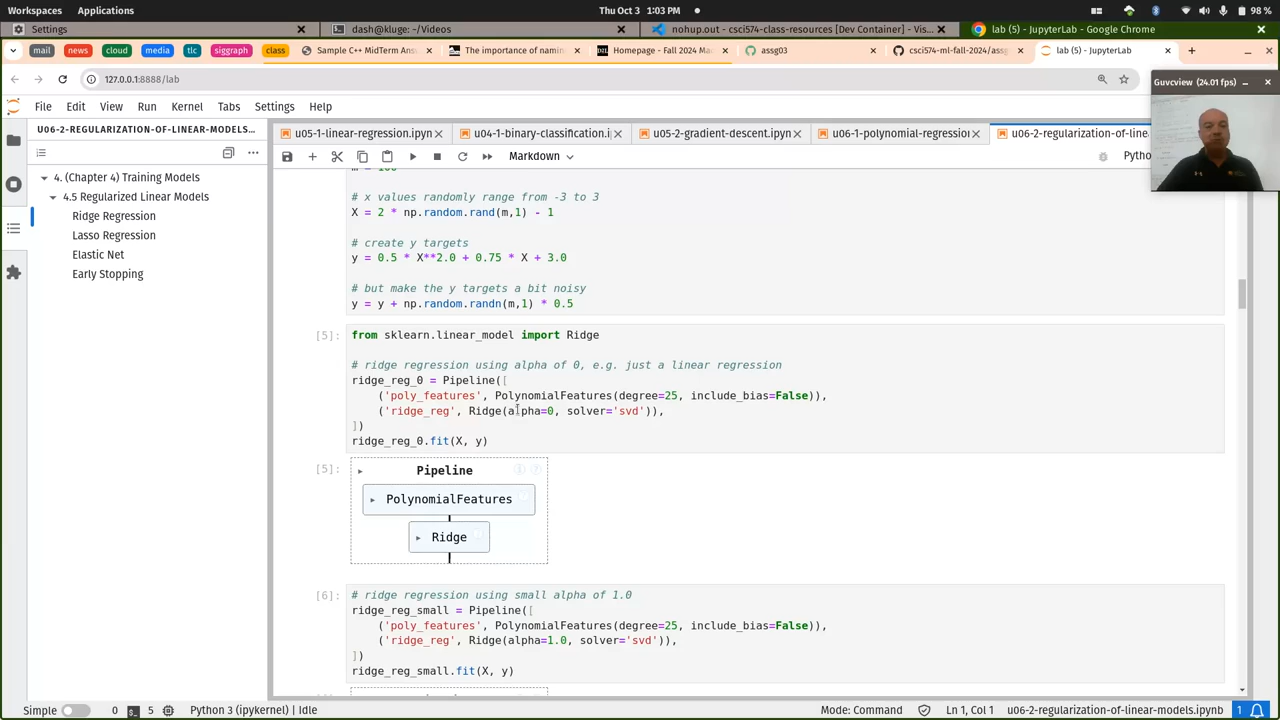 Workspaces Applications Thu Oct 3 1:03 PM 98 %
Settings dash@kluge: ~/Videos nohup.out - csci574-class-resources [Dev Container] - Vis... lab (5) - JupyterLab - Google Chrome
mail news cloud media tlc siggraph class Sample C++ MidTerm An The importance of namin Homepage - Fall 2024 Ma assg03 csci574-ml-fall-2024/assg lab (5) - JupyterLab
127.0.0.1:8888/lab
Guvcview (24.01 fps)
File Edit View Run Kernel Tabs Settings Help
U06-2-REGULARIZATION-OF-LINEAR-MODELS...
u05-1-linear-regression.ipyn u04-1-binary-classification.i u05-2-gradient-descent.ipyn u06-1-polynomial-regression u06-2-regularization-of-line
Markdown Pytho
4. (Chapter 4) Training Models
4.5 Regularized Linear Models
Ridge Regression
Lasso Regression
Elastic Net
Early Stopping
m = 100
# x values randomly range from -3 to 3
X = 2 * np.random.rand(m,1) - 1
# create y targets
y = 0.5 * X**2.0 + 0.75 * X + 3.0
# but make the y targets a bit noisy
y = y + np.random.randn(m,1) * 0.5
[5]: from sklearn.linear_model import Ridge
# ridge regression using alpha of 0, e.g. just a linear regression
ridge_reg_0 = Pipeline([
('poly_features', PolynomialFeatures(degree=25, include_bias=False)),
('ridge_reg', Ridge(alpha=0, solver='svd')),
])
ridge_reg_0.fit(X, y)
[5]: Pipeline
PolynomialFeatures
Ridge
[6]: # ridge regression using small alpha of 1.0
ridge_reg_small = Pipeline([
('poly_features', PolynomialFeatures(degree=25, include_bias=False)),
('ridge_reg', Ridge(alpha=1.0, solver='svd')),
])
ridge_reg_small.fit(X, y)
Simple 0 5 Python 3 (ipykernel) | Idle Mode: Command Ln 1, Col 1 u06-2-regularization-of-linear-models.ipynb 1